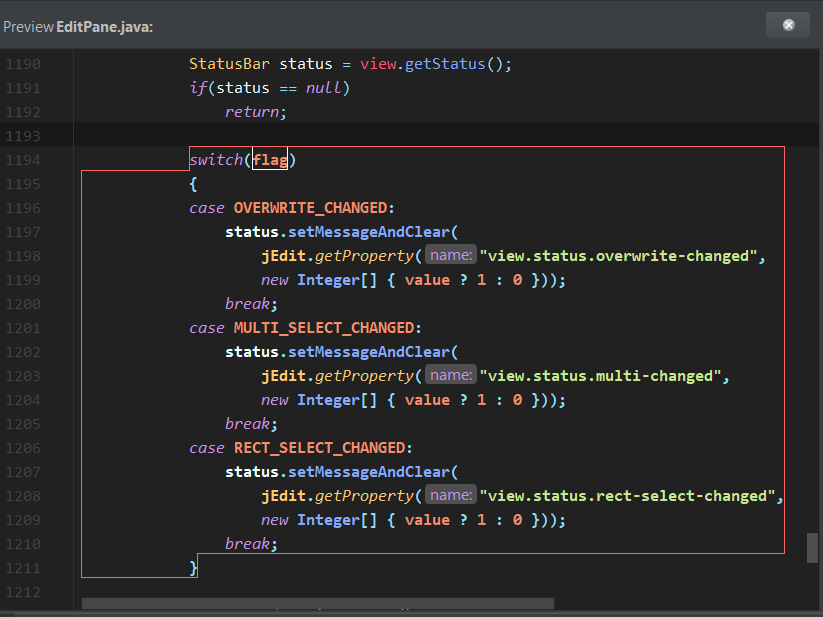 Preview EditPane.java:
1190 StatusBar status = view.getStatus();
1191 if(status == null)
1192 return;
1193
1194 switch(flag)
1195 {
1196 case OVERWRITE_CHANGED:
1197 status.setMessageAndClear(
1198 jEdit.getProperty( name: "view.status.overwrite-changed",
1199 new Integer[] { value ? 1 : 0 }));
1200 break;
1201 case MULTI_SELECT_CHANGED:
1202 status.setMessageAndClear(
1203 jEdit.getProperty( name: "view.status.multi-changed",
1204 new Integer[] { value ? 1 : 0 }));
1205 break;
1206 case RECT_SELECT_CHANGED:
1207 status.setMessageAndClear(
1208 jEdit.getProperty( name: "view.status.rect-select-changed",
1209 new Integer[] { value ? 1 : 0 }));
1210 break;
1211 }
1212